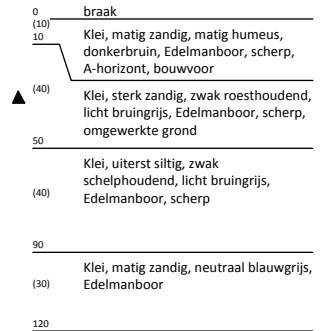 0 braak
(10)
10 Klei, matig zandig, matig humeus,
donkerbruin, Edelmanboor, scherp,
A-horizont, bouwvoor
(40) Klei, sterk zandig, zwak roesthoudend,
licht bruingrijs, Edelmanboor, scherp,
omgewerkte grond
50
Klei, uiterst siltig, zwak
schelphoudend, licht bruingrijs,
(40) Edelmanboor, scherp
90
Klei, matig zandig, neutraal blauwgrijs,
(30) Edelmanboor
120